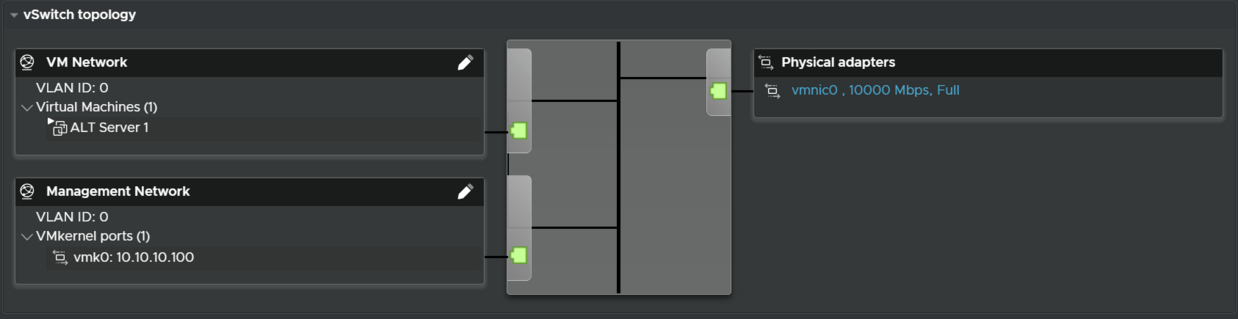 vSwitch topology
VM Network
VLAN ID: 0
Virtual Machines (1)
ALT Server 1
Management Network
VLAN ID: 0
VMkernel ports (1)
vmk0: 10.10.10.100
Physical adapters
vmnic0 , 10000 Mbps, Full